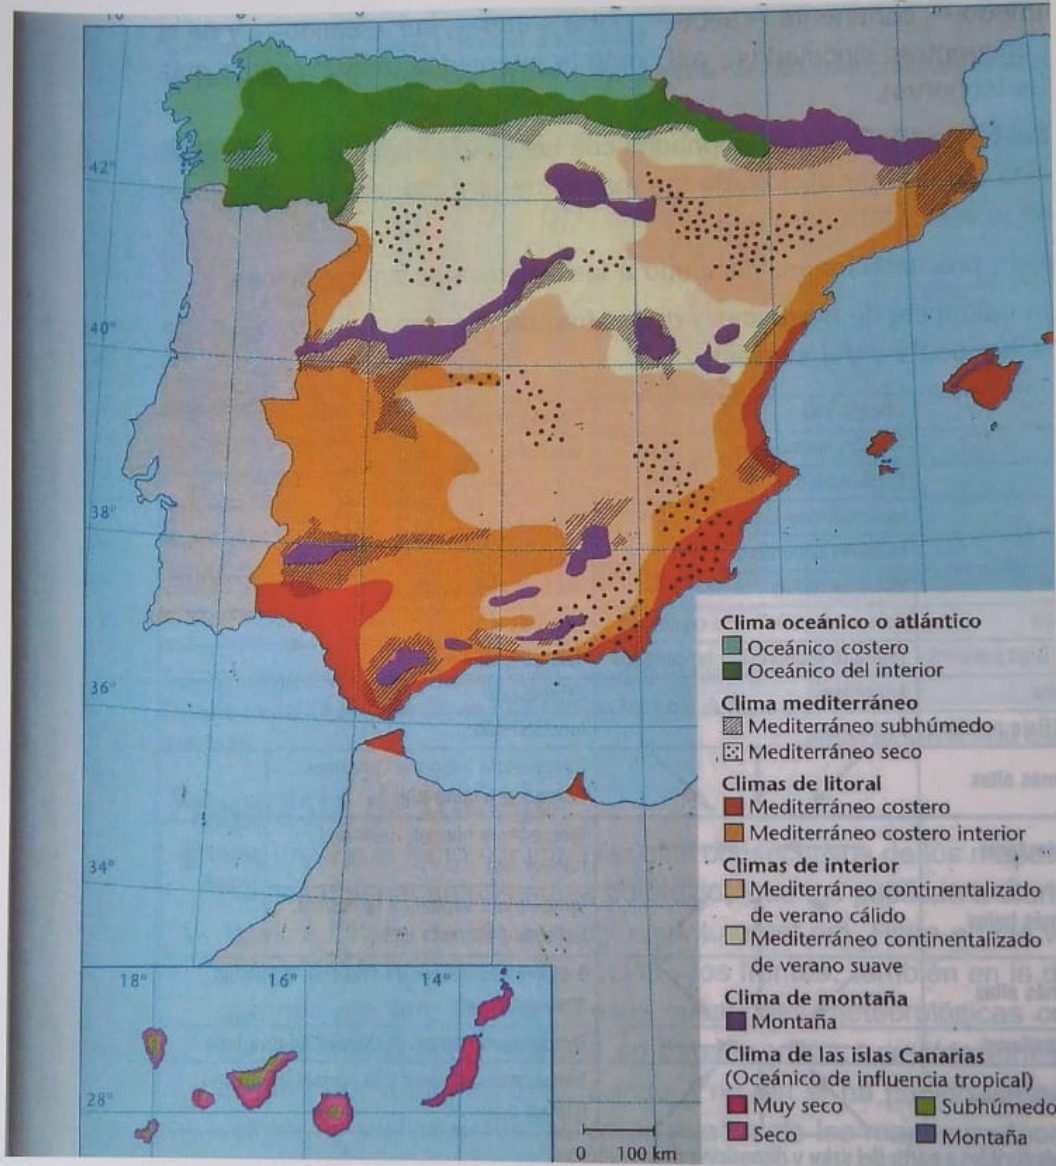 10
8
4
42°
40°
38°
36°
34°
18°
16°
14°
28°
0 100 km
Clima oceánico o atlántico
Oceánico costero
Oceánico del interior
Clima mediterráneo
Mediterráneo subhúmedo
Mediterráneo seco
Climas de litoral
Mediterráneo costero
Mediterráneo costero interior
Climas de interior
Mediterráneo continentalizado
de verano cálido
Mediterráneo continentalizado
de verano suave
Clima de montaña
Montaña
Clima de las islas Canarias
(Oceánico de influencia tropical)
Muy seco
Subhúmedo
Seco
Montaña